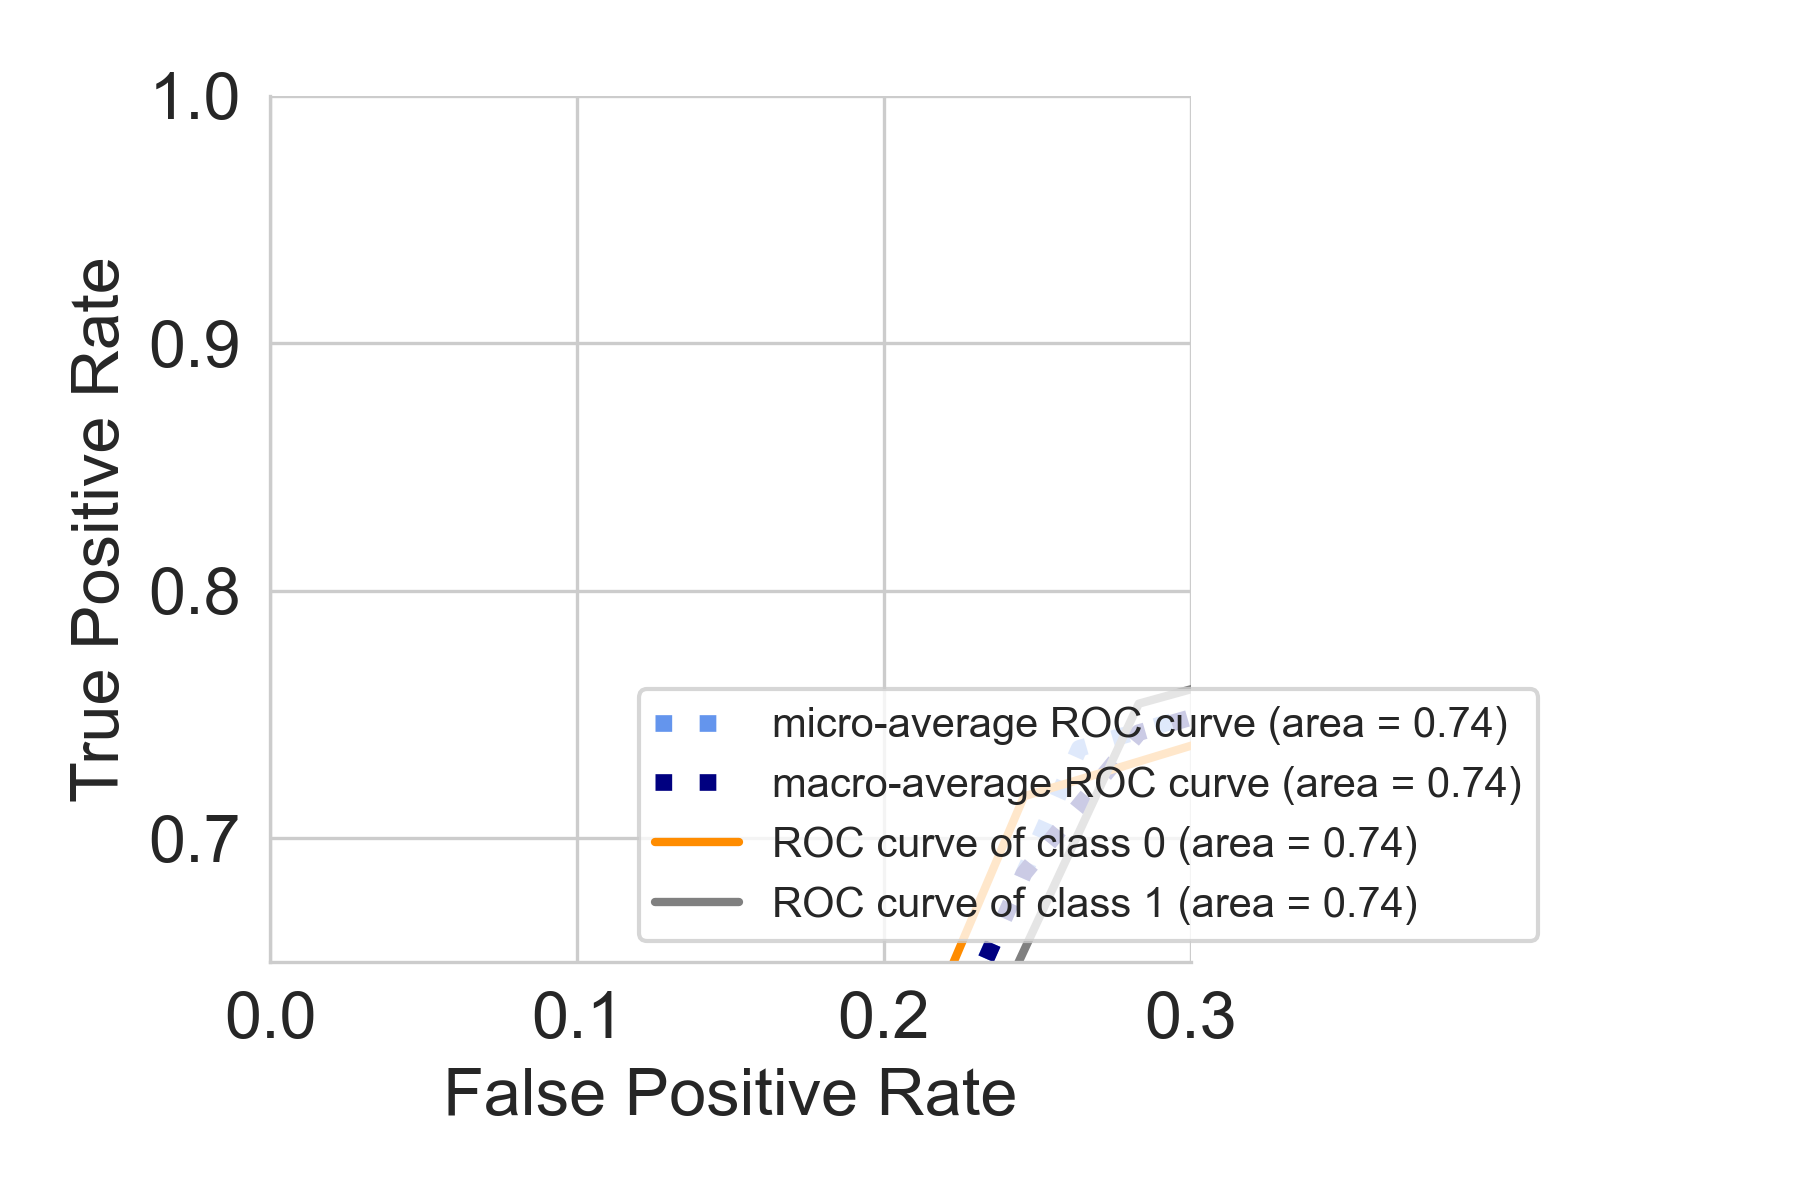 1.0
0.9
0.8
0.7
True Positive Rate
micro-average ROC curve (area = 0.74)
macro-average ROC curve (area = 0.74)
ROC curve of class 0 (area = 0.74)
ROC curve of class 1 (area = 0.74)
0.0 0.1 0.2 0.3
False Positive Rate